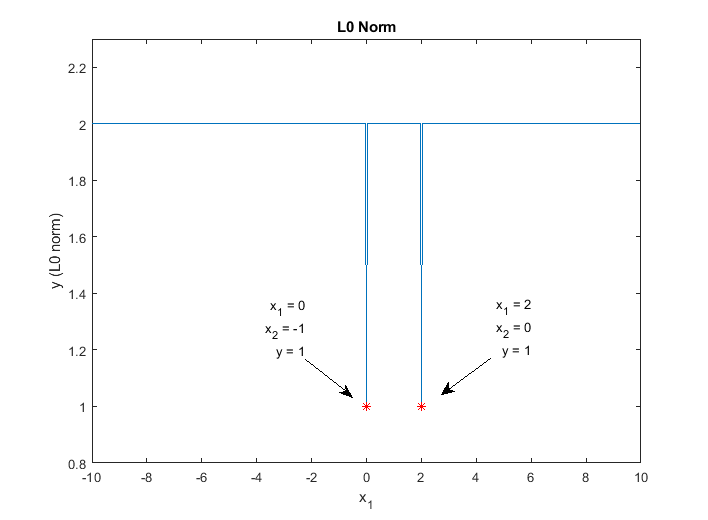 L0 Norm
2.2
2
1.8
1.6
1.4
1.2
1
0.8
y (L0 norm)
x₁ = 0
x₂ = -1
y = 1
x₁ = 2
x₂ = 0
y = 1
-10 -8 -6 -4 -2 0 2 4 6 8 10
x₁